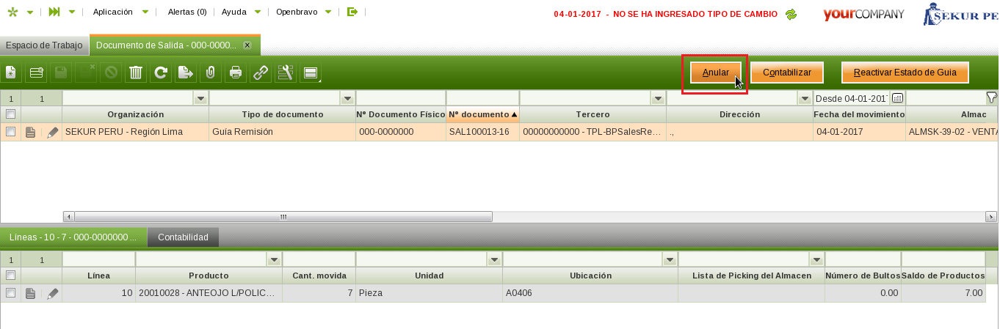 Aplicación Alertas (0) Ayuda Openbravo
04-01-2017 - NO SE HA INGRESADO TIPO DE CAMBIO
yourCOMPANY
SEKUR PE
Espacio de Trabajo
Documento de Salida - 000-0000...
Anular Contabilizar Reactivar Estado de Guia
1 1 Desde 04-01-201
Organización Tipo de documento Nº Documento Físico Nº documento Tercero Dirección Fecha del movimiento Almac
SEKUR PERU - Región Lima Guía Remisión 000-0000000 SAL100013-16 00000000000 - TPL-BPSalesRe... ., 04-01-2017 ALMSK-39-02 - VENTA
Líneas - 10 - 7 - 000-0000000 ...
Contabilidad
1 1
Línea Producto Cant. movida Unidad Ubicación Lista de Picking del Almacen Número de Bultos Saldo de Productos
10 20010028 - ANTEOJO L/POLIC... 7 Pieza A0406 0.00 7.00